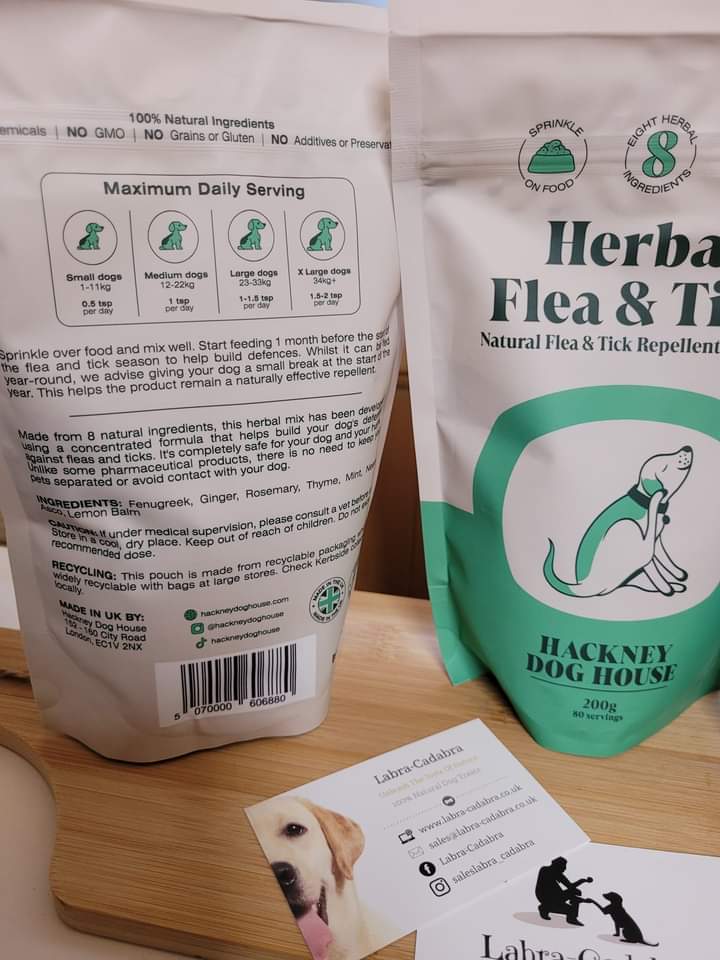 100% Natural Ingredients
emicals | NO GMO | NO Grains or Gluten | NO Additives or Preservat
Maximum Daily Serving
Small dogs
1-11kg
0.5 tsp
per day
Medium dogs
12-22kg
1 tsp
per day
Large dogs
23-33kg
1-1.5 tsp
per day
X Large dogs
34kg+
1.5-2 tsp
per day
Sprinkle over food and mix well. Start feeding 1 month before the start
the flea and tick season to help build defences. Whilst it can be fed
year-round, we advise giving your dog a small break at the start of the
year. This helps the product remain a naturally effective repellent.
Made from 8 natural ingredients, this herbal mix has been develop
using a concentrated formula that helps build your dog's defen
against fleas and ticks. It's completely safe for your dog and your
Unlike some pharmaceutical products, there is no need to keep
pets separated or avoid contact with your dog.
INGREDIENTS: Fenugreek, Ginger, Rosemary, Thyme, Mint,
Asco, Lemon Balm
CAUTION: If under medical supervision, please consult a vet before
Store in a cool, dry place. Keep out of reach of children. Do not
recommended dose.
RECYCLING: This pouch is made from recyclable packaging
widely recyclable with bags at large stores. Check Kerbside
locally.
MADE IN UK BY:
Hackney Dog House
152 - 160 City Road
London, EC1V 2NX
hackneydoghouse.com
@hackneydoghouse
hackneydoghouse
MADE IN THE UK
5 070000 606880
SPRINKLE
ON FOOD
EIGHT HERBAL
8
INGREDIENTS
Herba
Flea & Ti
Natural Flea & Tick Repellent
HACKNEY
DOG HOUSE
200g
80 servings
Labra-Cadabra
Unleash The Taste Of Nature
100% Natural Dog Treats
www.labra-cadabra.co.uk
sales@labra-cadabra.co.uk
Labra-Cadabra
saleslabra_cadabra
Labra-Cadab